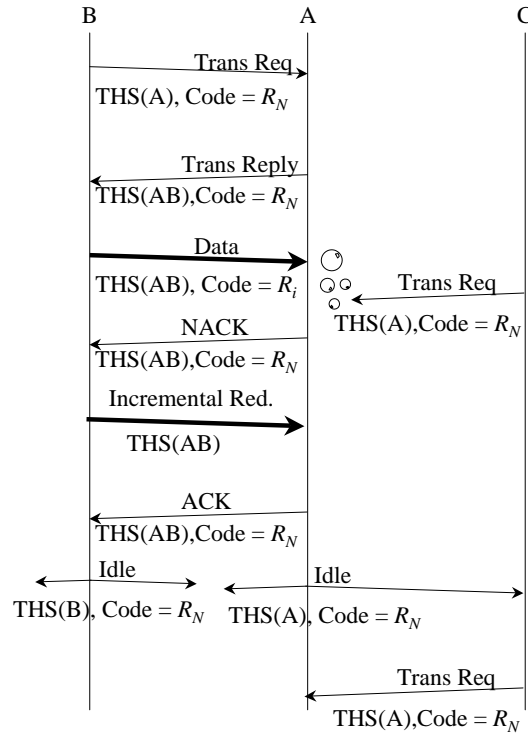 B A C
Trans Req
THS(A), Code = R_N
Trans Reply
THS(AB),Code = R_N
Data
THS(AB), Code = R_i
Trans Req
THS(A),Code = R_N
NACK
THS(AB),Code = R_N
Incremental Red.
THS(AB)
ACK
THS(AB),Code = R_N
Idle
THS(B), Code = R_N
Idle
THS(A), Code = R_N
Trans Req
THS(A),Code = R_N